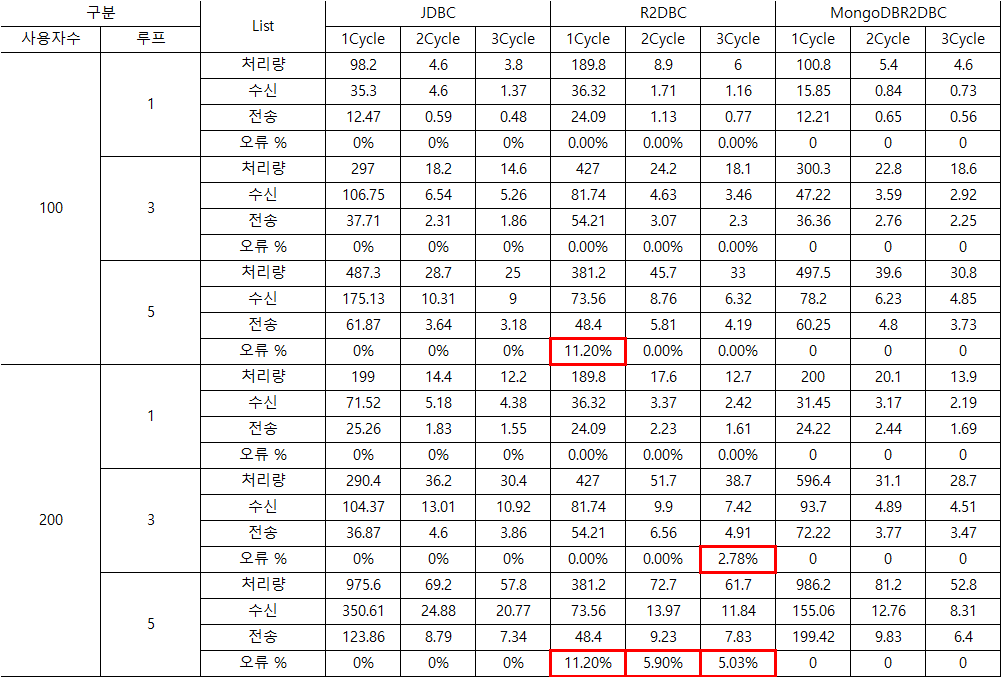 구분 List JDBC R2DBC MongoDBR2DBC
사용자수 루프 1Cycle 2Cycle 3Cycle 1Cycle 2Cycle 3Cycle 1Cycle 2Cycle 3Cycle
100 1 처리량 98.2 4.6 3.8 189.8 8.9 6 100.8 5.4 4.6
수신 35.3 4.6 1.37 36.32 1.71 1.16 15.85 0.84 0.73
전송 12.47 0.59 0.48 24.09 1.13 0.77 12.21 0.65 0.56
오류 % 0% 0% 0% 0.00% 0.00% 0.00% 0 0 0
3 처리량 297 18.2 14.6 427 24.2 18.1 300.3 22.8 18.6
수신 106.75 6.54 5.26 81.74 4.63 3.46 47.22 3.59 2.92
전송 37.71 2.31 1.86 54.21 3.07 2.3 36.36 2.76 2.25
오류 % 0% 0% 0% 0.00% 0.00% 0.00% 0 0 0
5 처리량 487.3 28.7 25 381.2 45.7 33 497.5 39.6 30.8
수신 175.13 10.31 9 73.56 8.76 6.32 78.2 6.23 4.85
전송 61.87 3.64 3.18 48.4 5.81 4.19 60.25 4.8 3.73
오류 % 0% 0% 0% 11.20% 0.00% 0.00% 0 0 0
200 1 처리량 199 14.4 12.2 189.8 17.6 12.7 200 20.1 13.9
수신 71.52 5.18 4.38 36.32 3.37 2.42 31.45 3.17 2.19
전송 25.26 1.83 1.55 24.09 2.23 1.61 24.22 2.44 1.69
오류 % 0% 0% 0% 0.00% 0.00% 0.00% 0 0 0
3 처리량 290.4 36.2 30.4 427 51.7 38.7 596.4 31.1 28.7
수신 104.37 13.01 10.92 81.74 9.9 7.42 93.7 4.89 4.51
전송 36.87 4.6 3.86 54.21 6.56 4.91 72.22 3.77 3.47
오류 % 0% 0% 0% 0.00% 0.00% 2.78% 0 0 0
5 처리량 975.6 69.2 57.8 381.2 72.7 61.7 986.2 81.2 52.8
수신 350.61 24.88 20.77 73.56 13.97 11.84 155.06 12.76 8.31
전송 123.86 8.79 7.34 48.4 9.23 7.83 199.42 9.83 6.4
오류 % 0% 0% 0% 11.20% 5.90% 5.03% 0 0 0